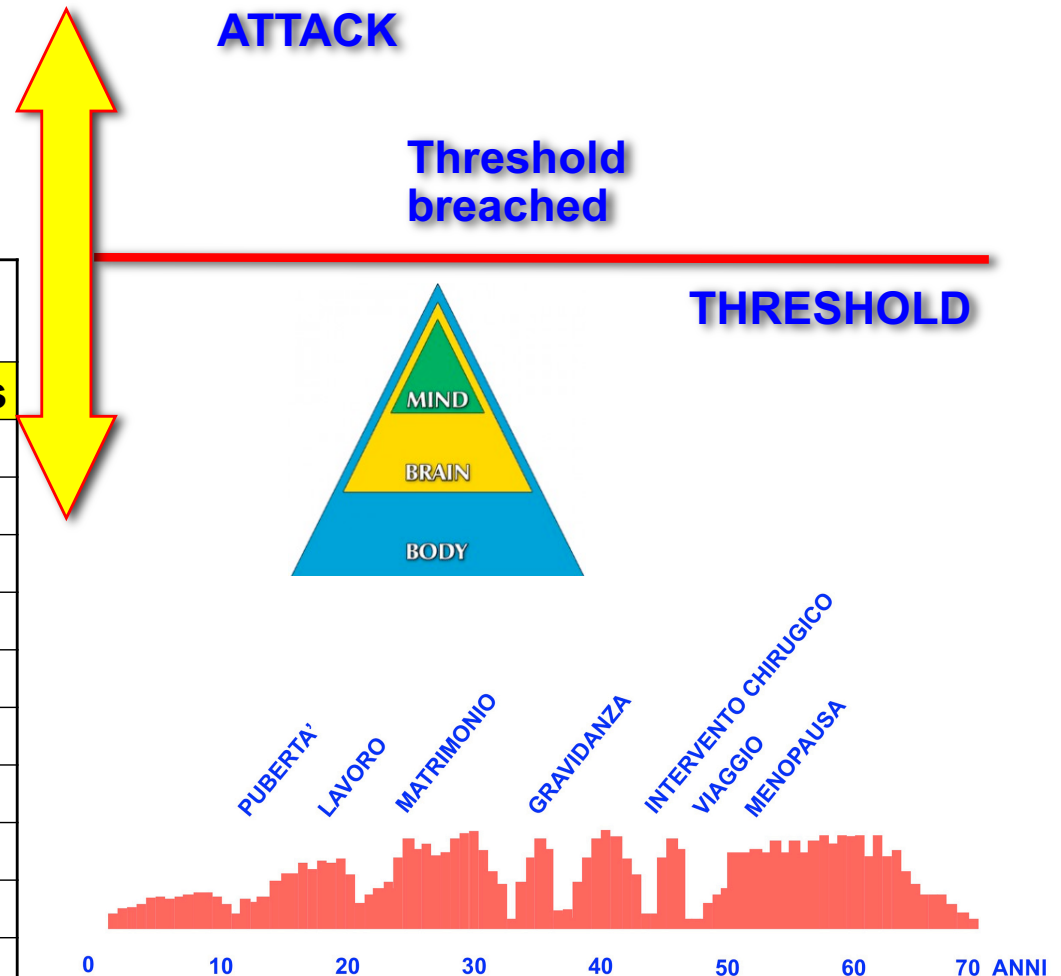 ATTACK
Threshold
breached
THRESHOLD
S
MIND
BRAIN
BODY
PUBERTA’
LAVORO
MATRIMONIO
GRAVIDANZA
INTERVENTO CHIRUGICO
VIAGGIO
MENOPAUSA
0 10 20 30 40 50 60 70 ANNI